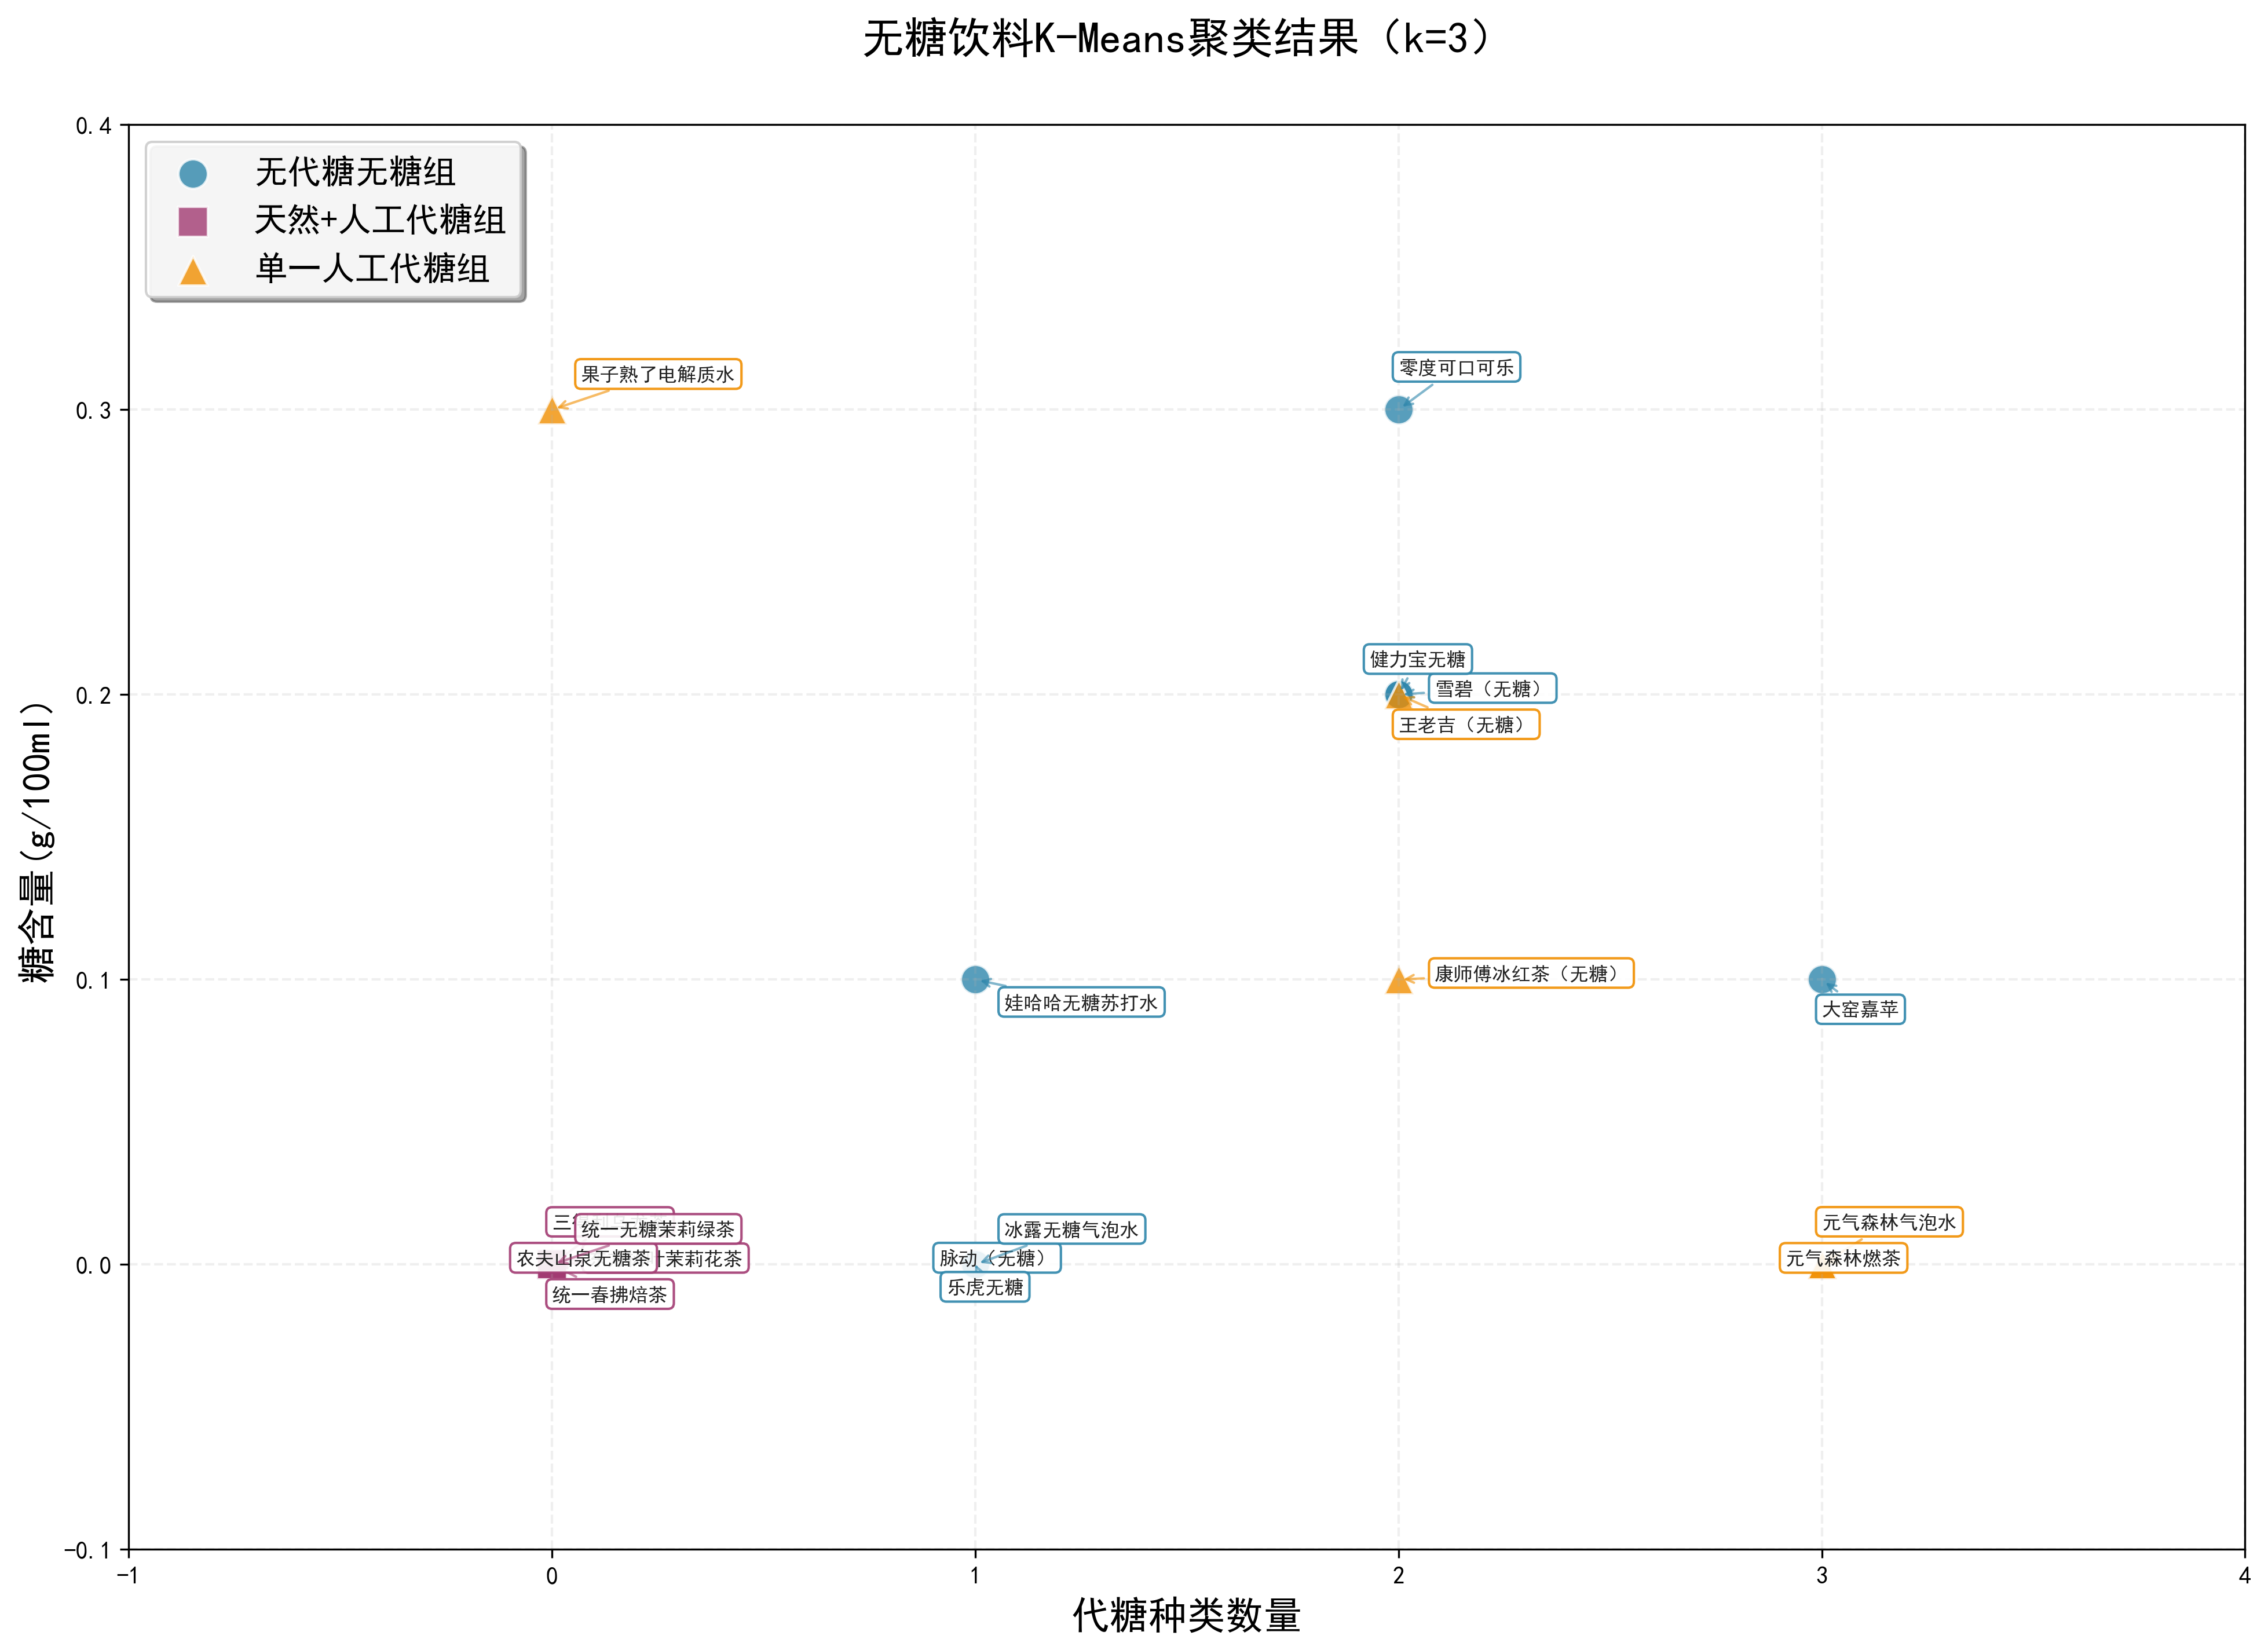 无糖饮料K-Means聚类结果（k=3）
0.4
无代糖无糖组
天然+人工代糖组
单一人工代糖组
果子熟了电解质水
零度可口可乐
0.3
健力宝无糖
雪碧（无糖）
0.2
王老吉（无糖）
糖含量(g/100ml)
康师傅冰红茶（无糖）
0.1
娃哈哈无糖苏打水
大窑嘉苹
三
统一无糖茉莉绿茶
冰露无糖气泡水
元气森林气泡水
0.0
农夫山泉无糖茶
茉莉花茶
脉动（无糖）
元气森林燃茶
乐虎无糖
统一春拂焙茶
-0.1
-1
0
1
2
3
4
代糖种类数量